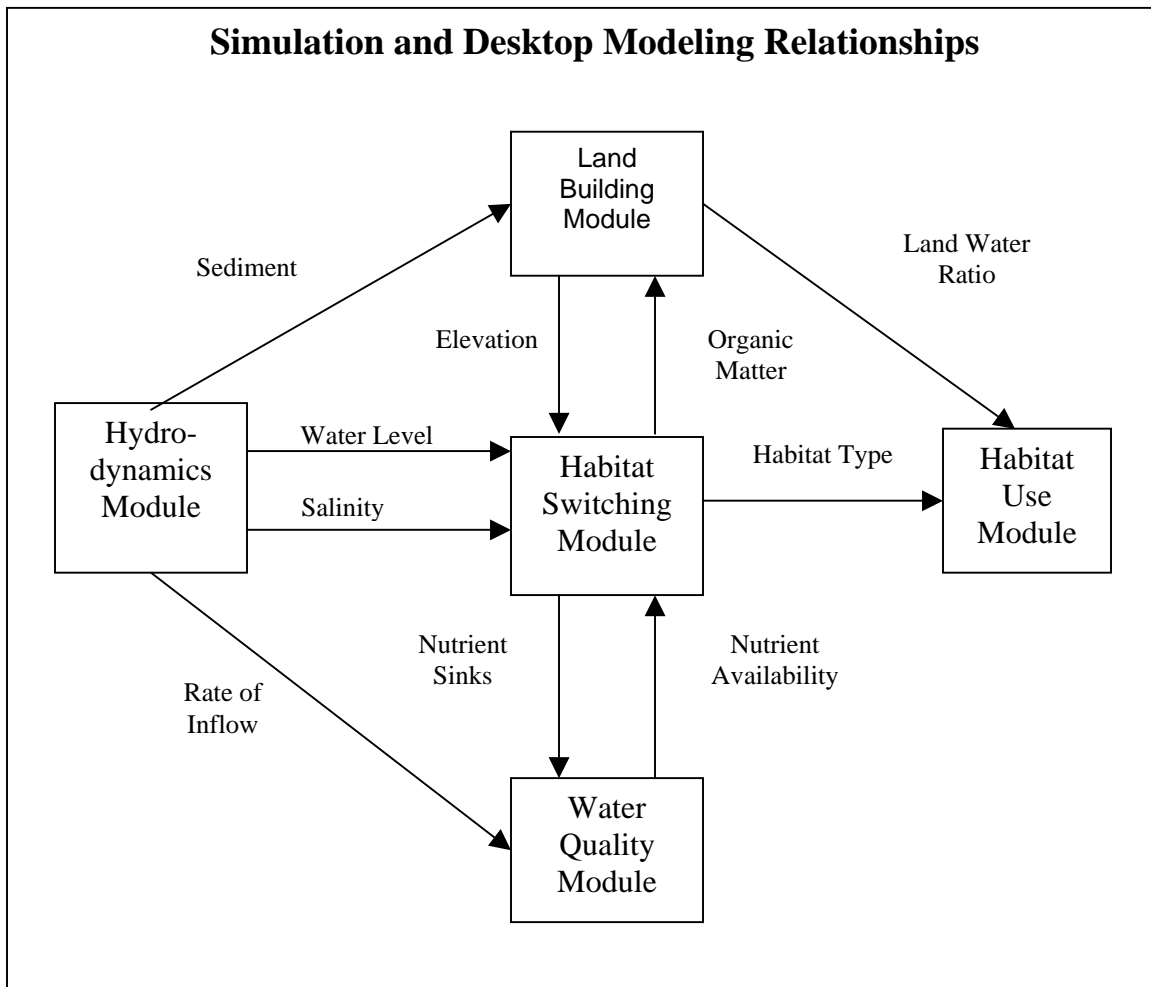 Simulation and Desktop Modeling Relationships
Land
Building
Module
Land Water
Ratio
Sediment
Elevation
Organic
Matter
Hydro-
dynamics
Module
Water Level
Salinity
Habitat
Switching
Module
Habitat Type
Habitat
Use
Module
Nutrient
Sinks
Nutrient
Availability
Rate of
Inflow
Water
Quality
Module